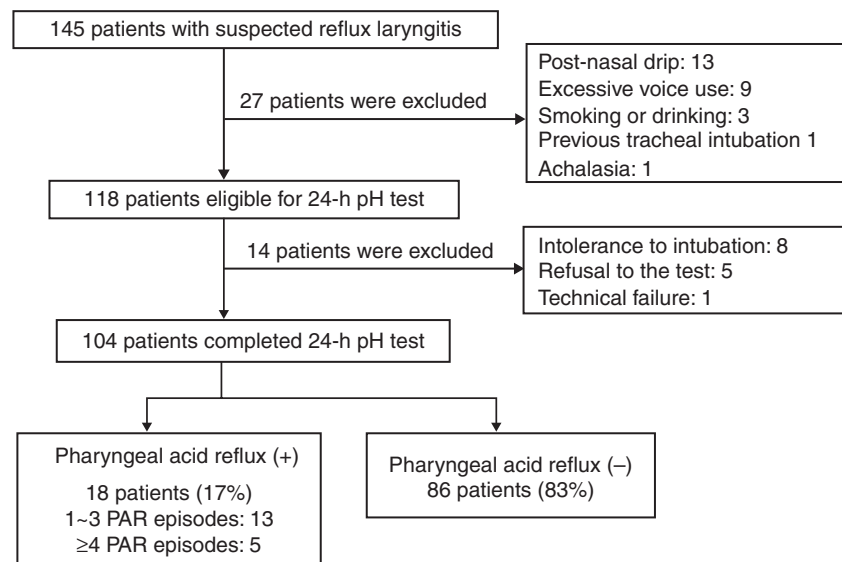 145 patients with suspected reflux laryngitis
27 patients were excluded
Post-nasal drip: 13
Excessive voice use: 9
Smoking or drinking: 3
Previous tracheal intubation 1
Achalasia: 1
118 patients eligible for 24-h pH test
14 patients were excluded
Intolerance to intubation: 8
Refusal to the test: 5
Technical failure: 1
104 patients completed 24-h pH test
Pharyngeal acid reflux (+)
18 patients (17%)
1~3 PAR episodes: 13
≥4 PAR episodes: 5
Pharyngeal acid reflux (–)
86 patients (83%)